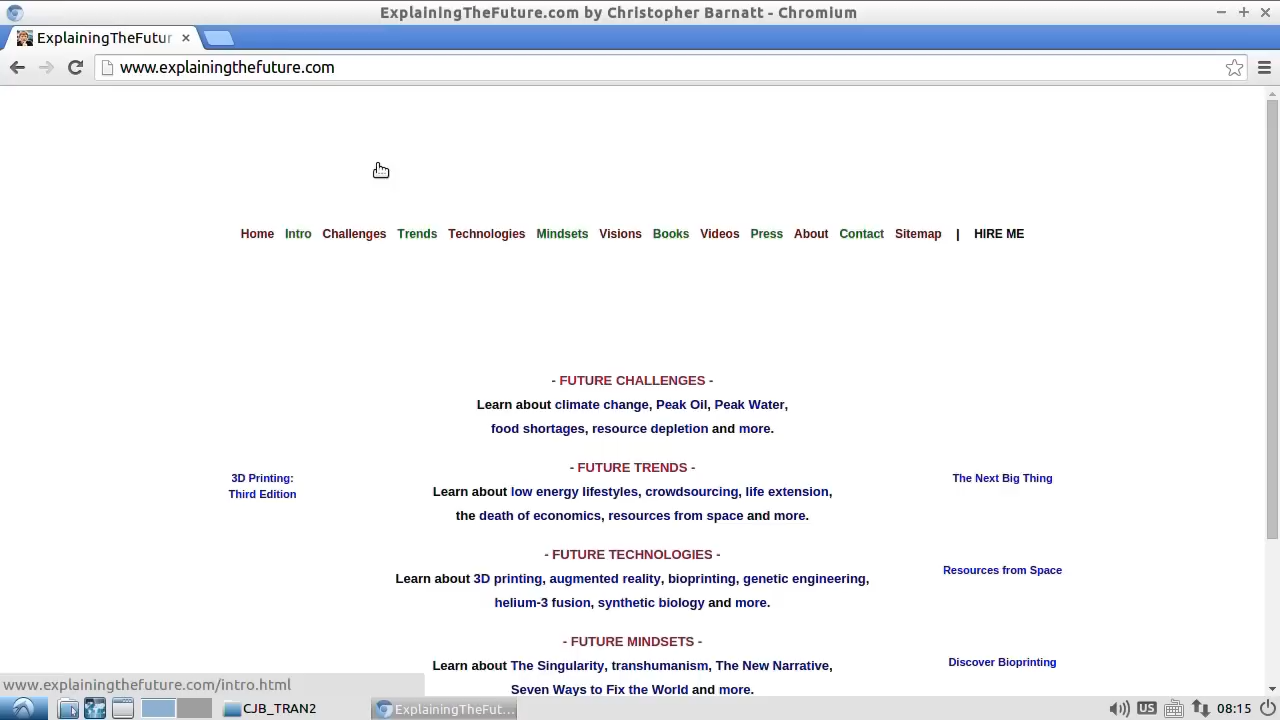 ExplainingTheFuture.com by Christopher Barnatt - Chromium
ExplainingTheFutur
www.explainingthefuture.com
Home Intro Challenges Trends Technologies Mindsets Visions Books Videos Press About Contact Sitemap | HIRE ME
- FUTURE CHALLENGES -
Learn about climate change, Peak Oil, Peak Water,
food shortages, resource depletion and more.
- FUTURE TRENDS -
3D Printing:
Third Edition
Learn about low energy lifestyles, crowdsourcing, life extension,
the death of economics, resources from space and more.
The Next Big Thing
- FUTURE TECHNOLOGIES -
Learn about 3D printing, augmented reality, bioprinting, genetic engineering,
helium-3 fusion, synthetic biology and more.
Resources from Space
- FUTURE MINDSETS -
Learn about The Singularity, transhumanism, The New Narrative,
Seven Ways to Fix the World and more.
Discover Bioprinting
www.explainingthefuture.com/intro.html
CJB_TRAN2
ExplainingTheFut...
US
08:15